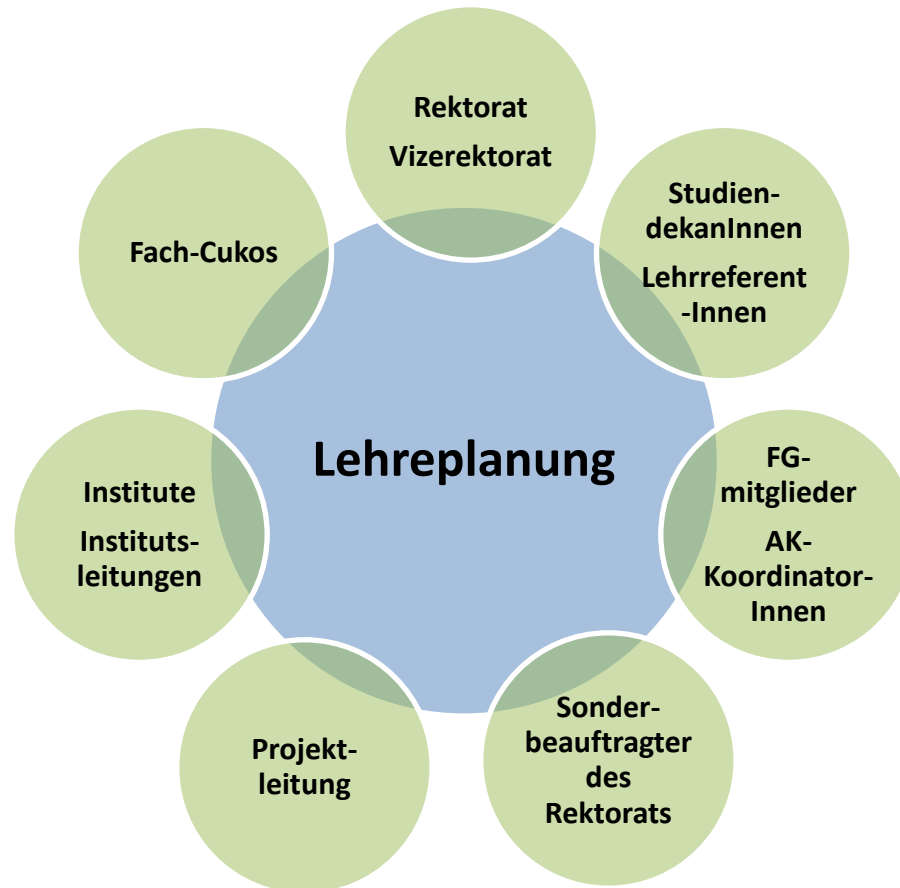 Rektorat
Vizerektorat
Studien-
dekanInnen
Lehrreferent
-Innen
FG-
mitglieder
AK-
Koordinator-
Innen
Sonder-
beauftragter
des
Rektorats
Projekt-
leitung
Institute
Instituts-
leitungen
Fach-Cukos
Lehreplanung